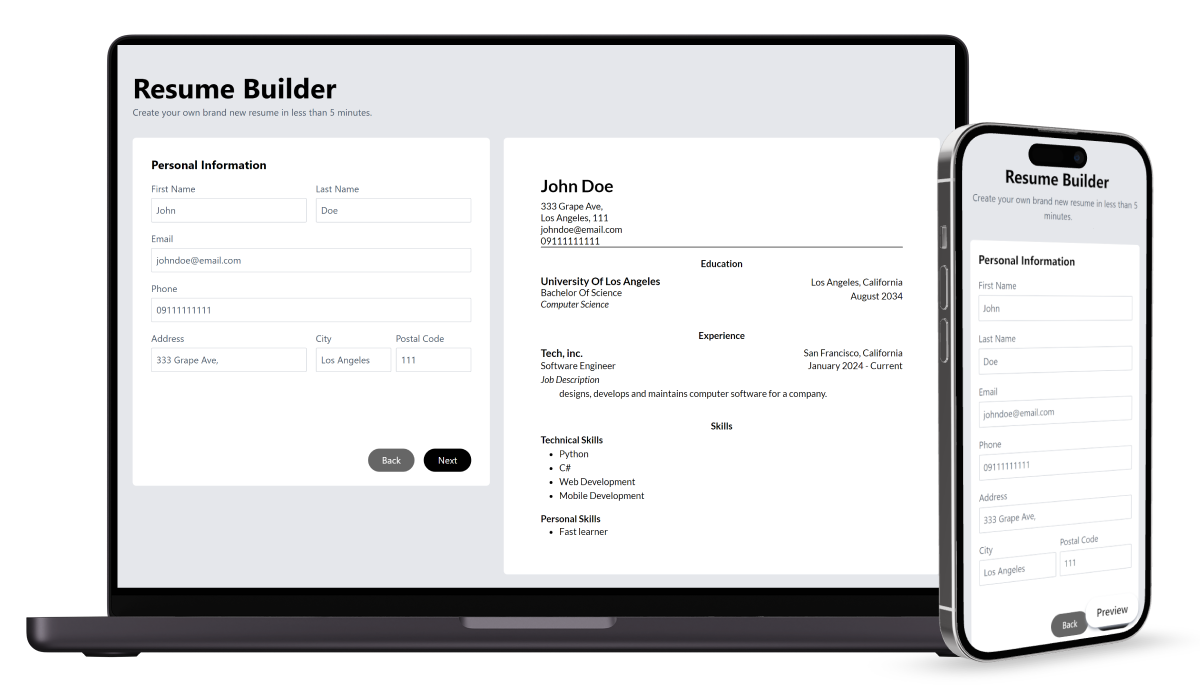 Resume Builder
Create your own brand new resume in less than 5 minutes.
Personal Information
First Name
Last Name
John
Doe
Email
johndoe@email.com
Phone
09111111111
Address
City
Postal Code
333 Grape Ave,
Los Angeles
111
Back
Next
John Doe
333 Grape Ave,
Los Angeles, 111
johndoe@email.com
09111111111
Education
University Of Los Angeles
Los Angeles, California
Bachelor Of Science
August 2034
Computer Science
Experience
Tech, inc.
San Francisco, California
Software Engineer
January 2024 - Current
Job Description
designs, develops and maintains computer software for a company.
Skills
Technical Skills
• Python
• C#
• Web Development
• Mobile Development
Personal Skills
• Fast learner
Resume Builder
Create your own brand new resume in less than 5
minutes.
Personal Information
First Name
John
Last Name
Doe
Email
johndoe@email.com
Phone
09111111111
Address
333 Grape Ave,
City
Postal Code
Los Angeles
111
Back
Preview